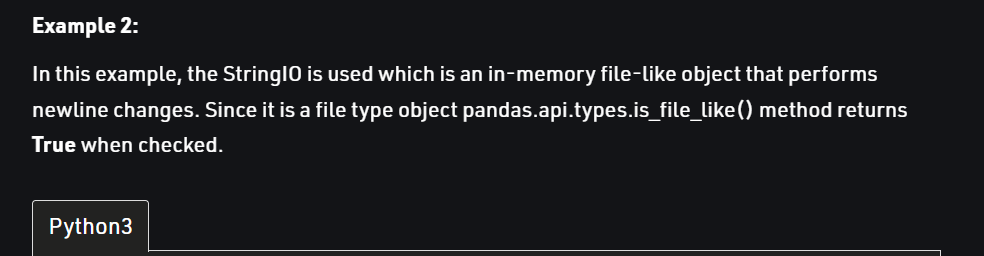 Example 2:
In this example, the StringIO is used which is an in-memory file-like object that performs
newline changes. Since it is a file type object pandas.api.types.is_file_like() method returns
True when checked.
Python3